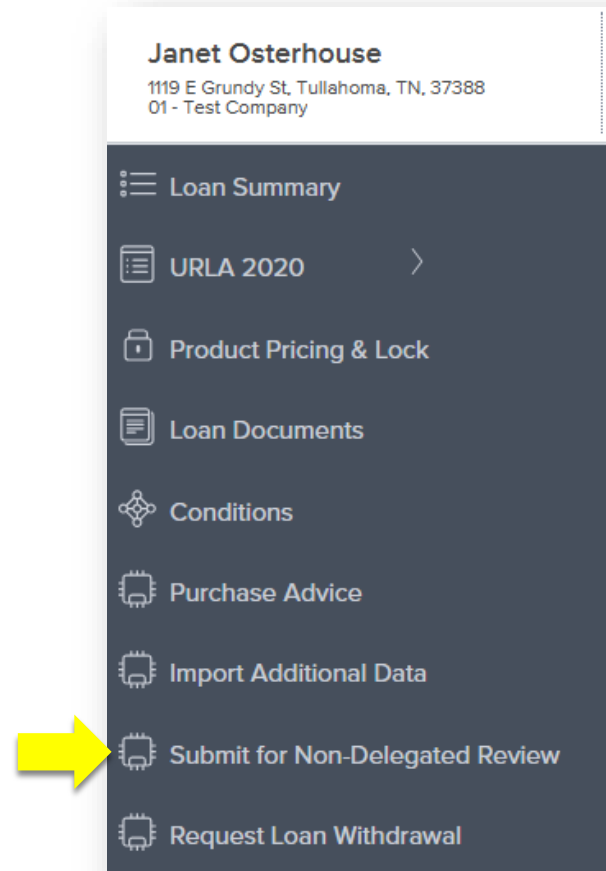 Janet Osterhouse
1119 E Grundy St, Tullahoma, TN, 37388
01 - Test Company
Loan Summary
URLA 2020
Product Pricing & Lock
Loan Documents
Conditions
Purchase Advice
Import Additional Data
Submit for Non-Delegated Review
Request Loan Withdrawal